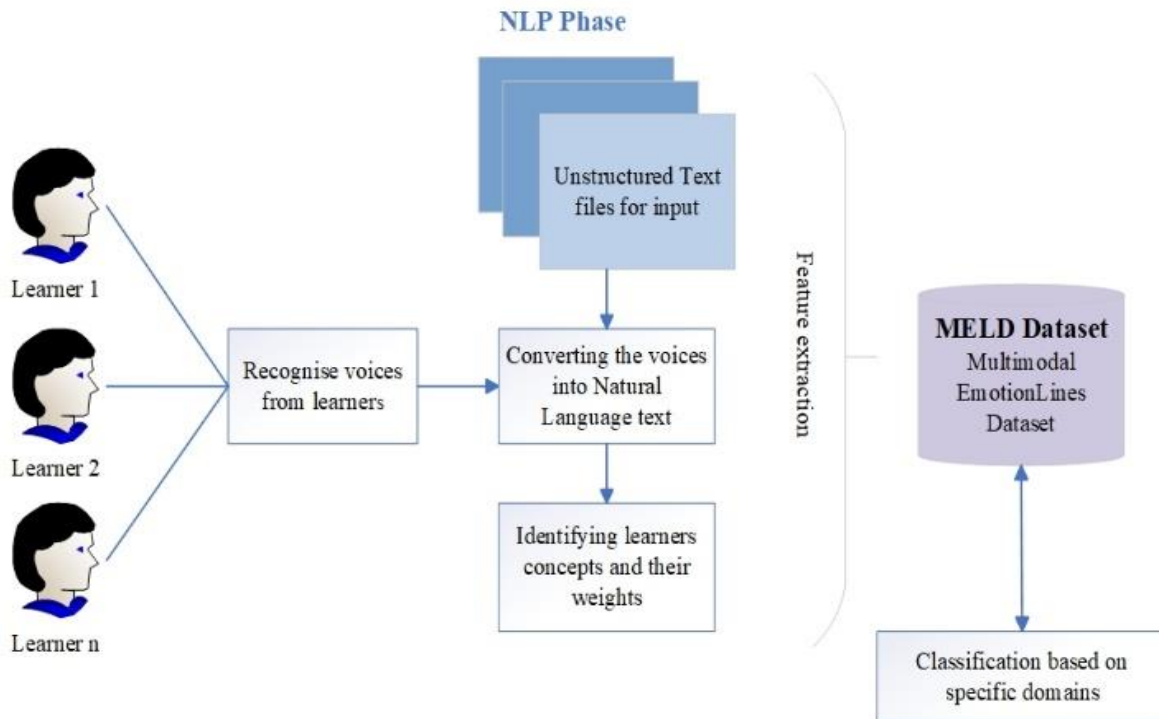 NLP Phase
Unstructured Text
files for input
Learner 1
Recognise voices
from learners
Converting the voices
into Natural
Language text
Learner 2
Identifying learners
concepts and their
weights
Learner n
Feature extraction
MELD Dataset
Multimodal
EmotionLines
Dataset
Classification based on
specific domains